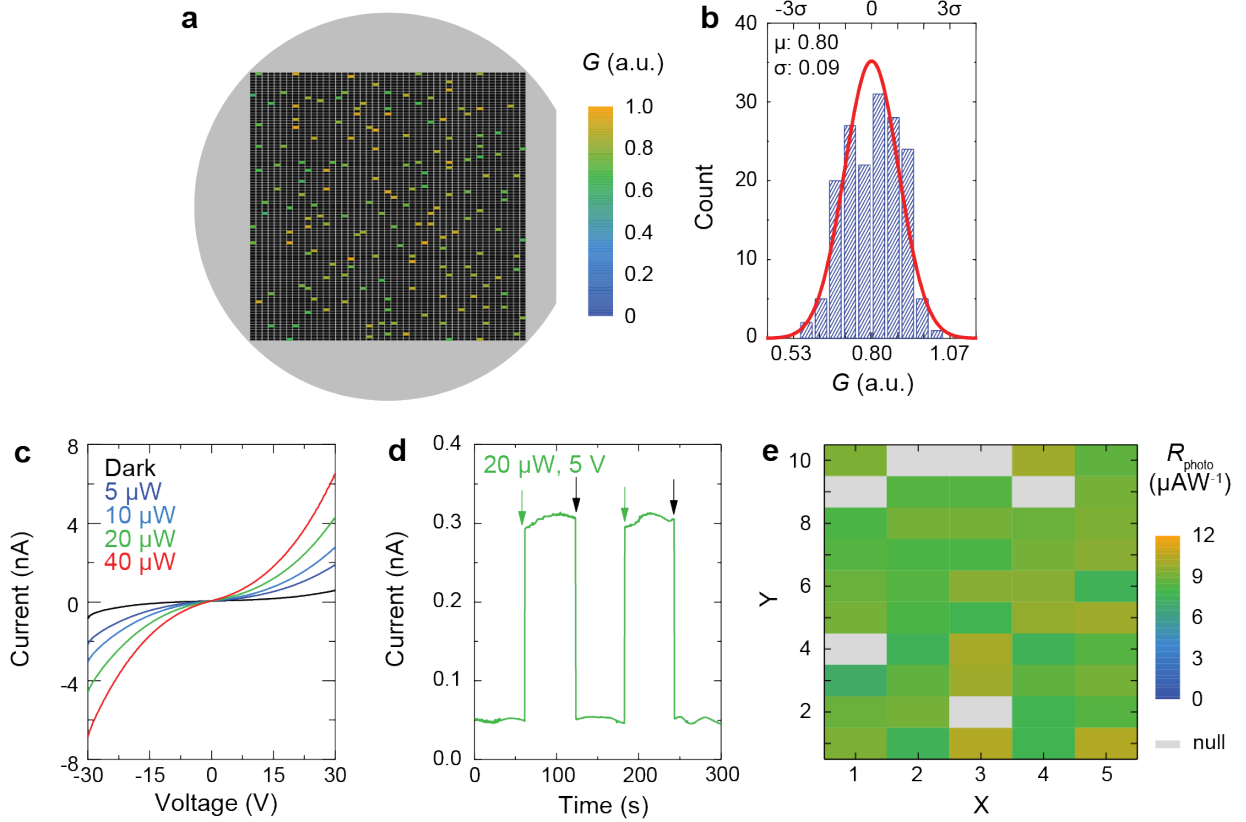 a
G (a.u.)
1.0
0.8
0.6
0.4
0.2
0
b
-3σ 0 3σ
μ: 0.80
σ: 0.09
40
30
20
10
0
Count
0.53 0.80 1.07
G (a.u.)
c
Dark
5 µW
10 µW
20 µW
40 µW
8
4
0
-4
-8
Current (nA)
-30 -15 0 15 30
Voltage (V)
d
20 µW, 5 V
0.4
0.3
0.2
0.1
0.0
Current (nA)
0 100 200 300
Time (s)
e
10
8
6
4
2
Y
1 2 3 4 5
X
Rphoto
(µAW-1)
12
9
6
3
0
null